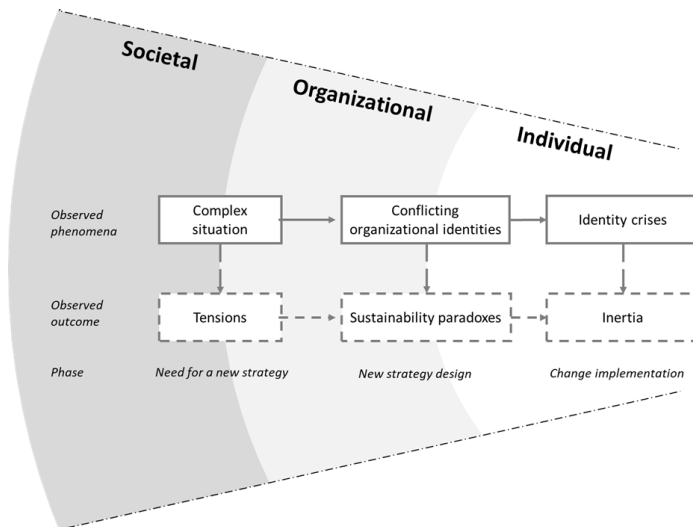 Societal
Organizational
Individual
Observed
phenomena
Complex
situation
Conflicting
organizational identities
Identity crises
Observed
outcome
Tensions
Sustainability paradoxes
Inertia
Phase
Need for a new strategy
New strategy design
Change implementation